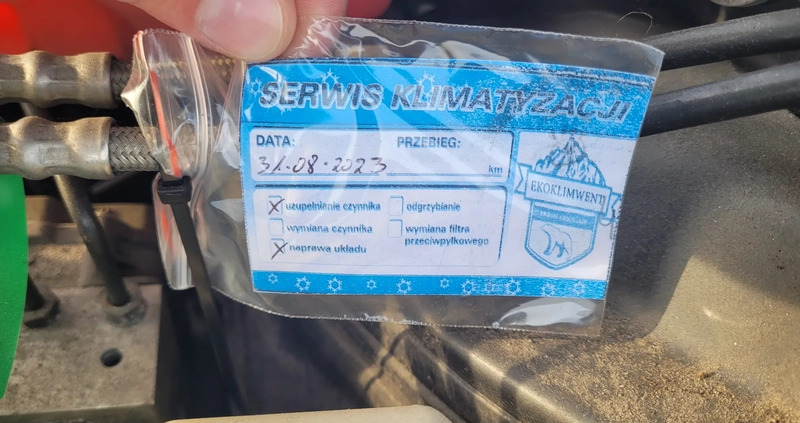 SERWIS KLIMATYZACJI
DATA: PRZEBIEG:
31.08.2023 km
uzupełnianie czynnika odgrzybianie
wymiana czynnika wymiana filtra
przeciwpyłkowego
naprawa układu
EKOKLIMWENT